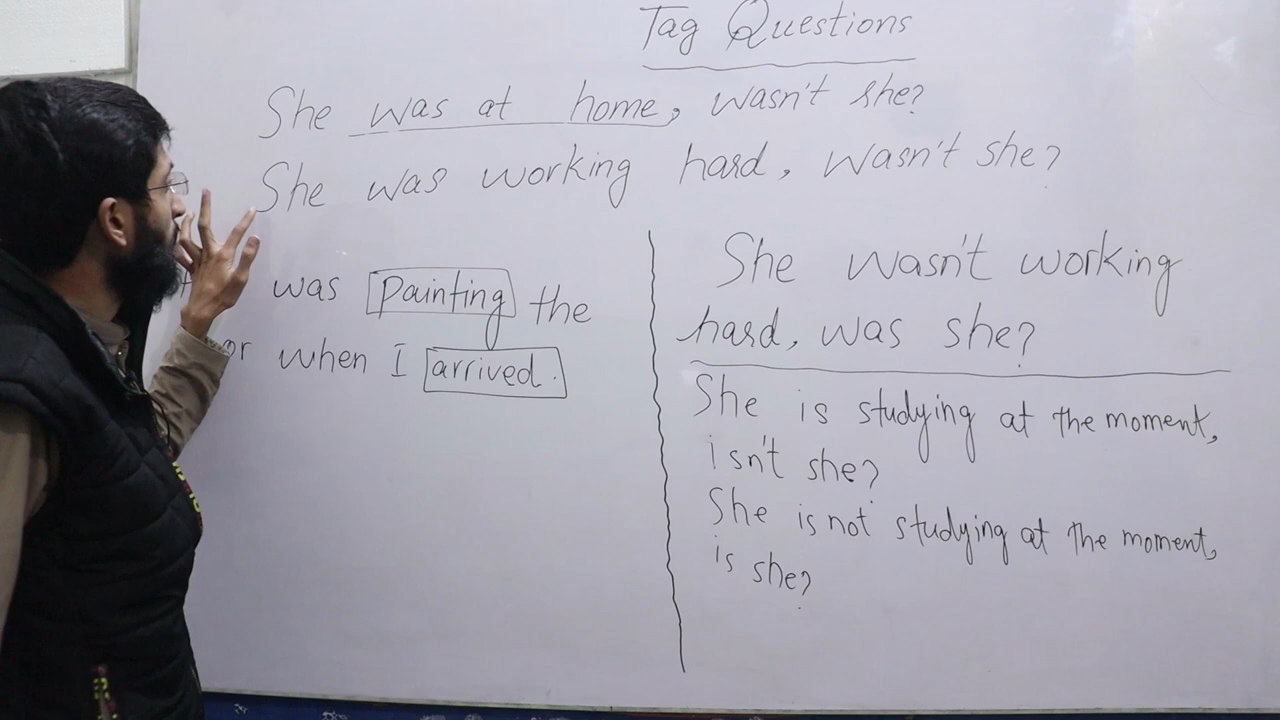 Tag Questions
She was at home, wasn't she?
She was working hard, wasn't she?
was painting the
when I arrived.
She wasn't working
hard, was she?
She is studying at the moment,
isn't she?
She is not studying at the moment,
is she?